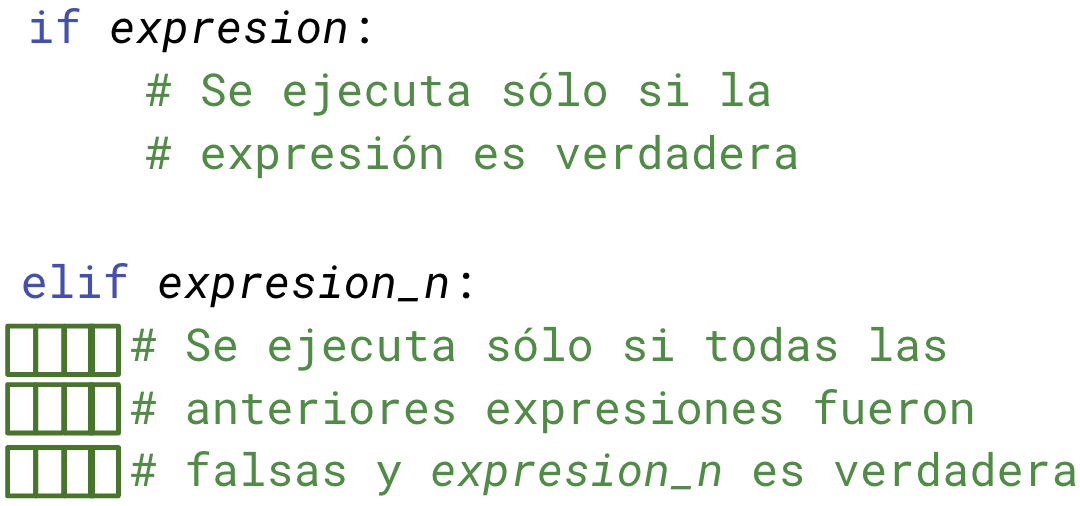 if expresion:
# Se ejecuta sólo si la
# expresión es verdadera
elif expresion_n:
# Se ejecuta sólo si todas las
# anteriores expresiones fueron
# falsas y expresion_n es verdadera